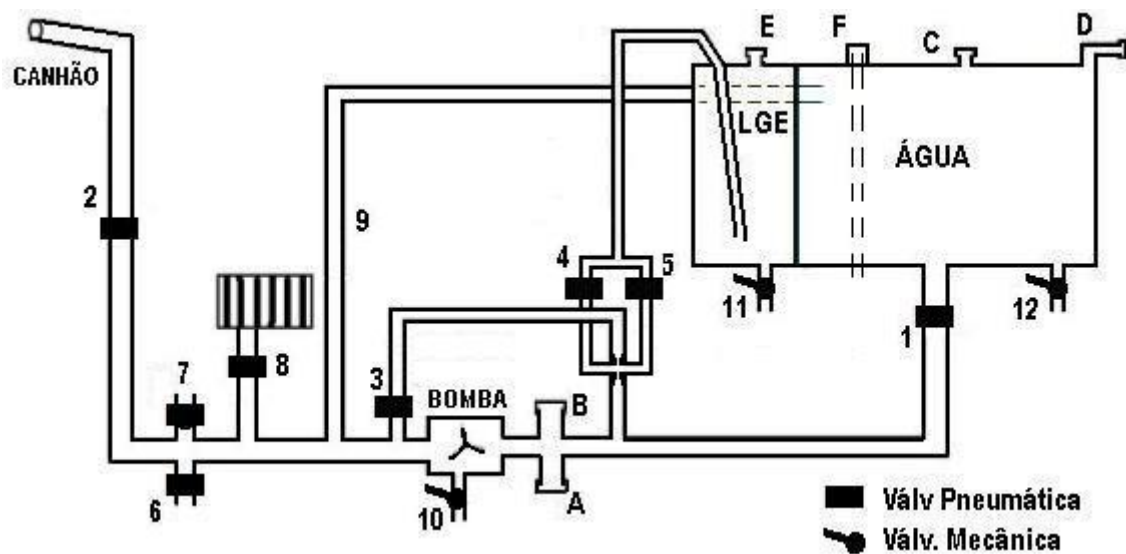 E
F
C
D
CANHÃO
LGE
ÁGUA
2
9
4
5
11
12
1
7
8
3
BOMBA
B
6
10
A
Válv Pneumática
Válv. Mecânica